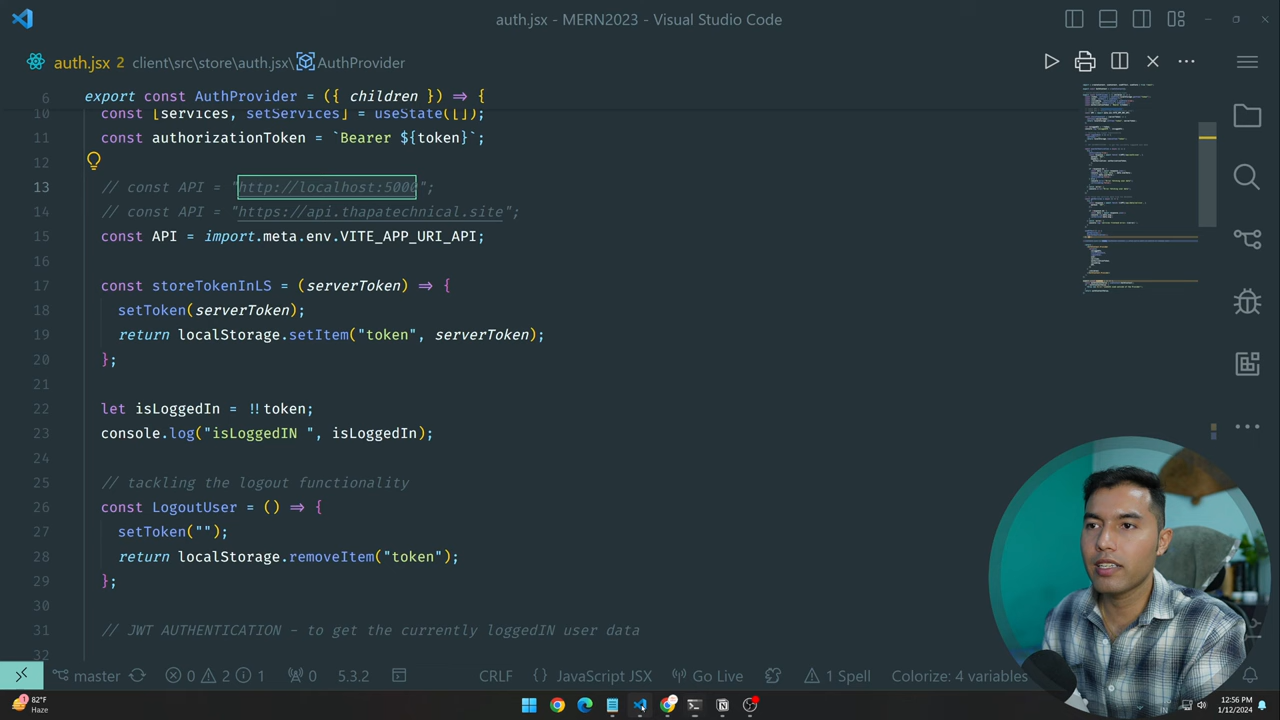 auth.jsx - MERN2023 - Visual Studio Code
auth.jsx 2 client\src\store\auth.jsx\ AuthProvider
6 export const AuthProvider = ({ children }) => {
10 const [services, setServices] = useState([]);
11 const authorizationToken = `Bearer ${token}`;
12
13 // const API = "http://localhost:5000";
14 // const API = "https://api.thapatechnical.site";
15 const API = import.meta.env.VITE_APP_URI_API;
16
17 const storeTokenInLS = (serverToken) => {
18 setToken(serverToken);
19 return localStorage.setItem("token", serverToken);
20 };
21
22 let isLoggedIn = !!token;
23 console.log("isLoggedIN ", isLoggedIn);
24
25 // tackling the logout functionality
26 const LogoutUser = () => {
27 setToken("");
28 return localStorage.removeItem("token");
29 };
30
31 // JWT AUTHENTICATION - to get the currently loggedIN user data
32
master 0 2 1 0 5.3.2 CRLF {} JavaScript JSX Go Live 1 Spell Colorize: 4 variables
82°F
Haze
12:56 PM
IN
1/12/2024